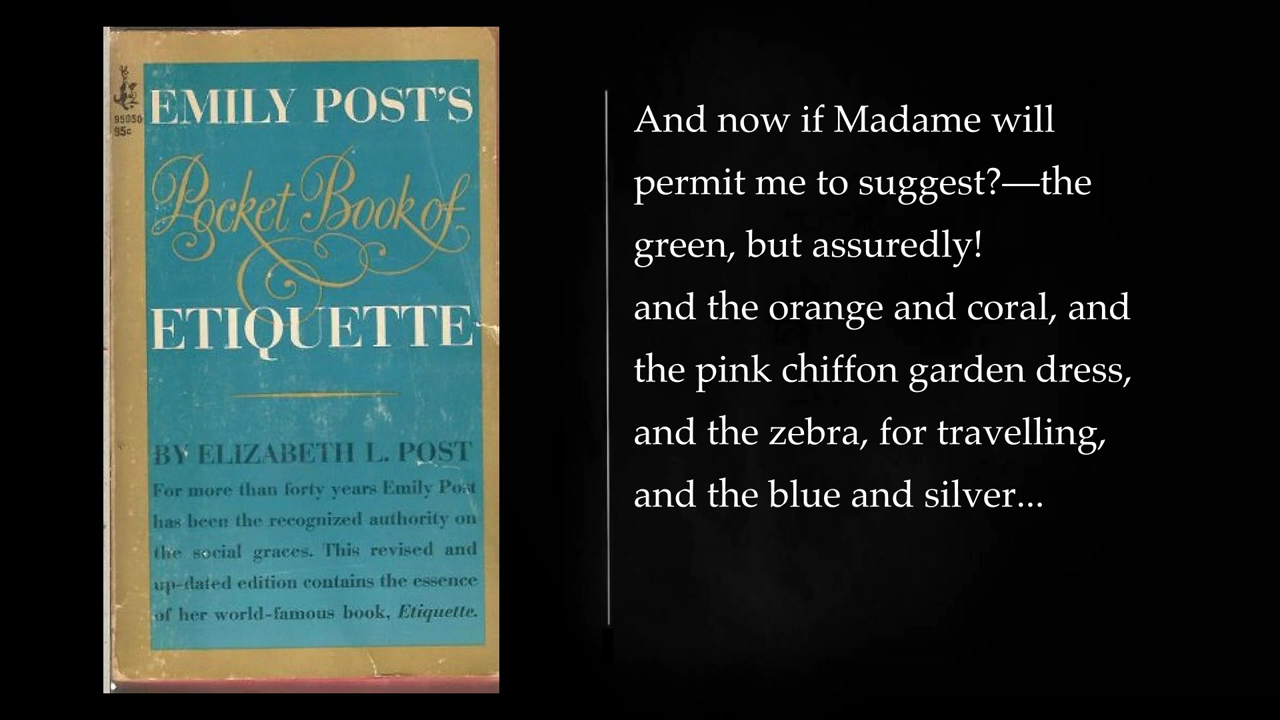 95050
95c
EMILY POST'S
Pocket Book of
ETIQUETTE
BY ELIZABETH L. POST
For more than forty years Emily Post
has been the recognized authority on
the social graces. This revised and
up-dated edition contains the essence
of her world-famous book, Etiquette.
And now if Madame will
permit me to suggest?—the
green, but assuredly!
and the orange and coral, and
the pink chiffon garden dress,
and the zebra, for travelling,
and the blue and silver...